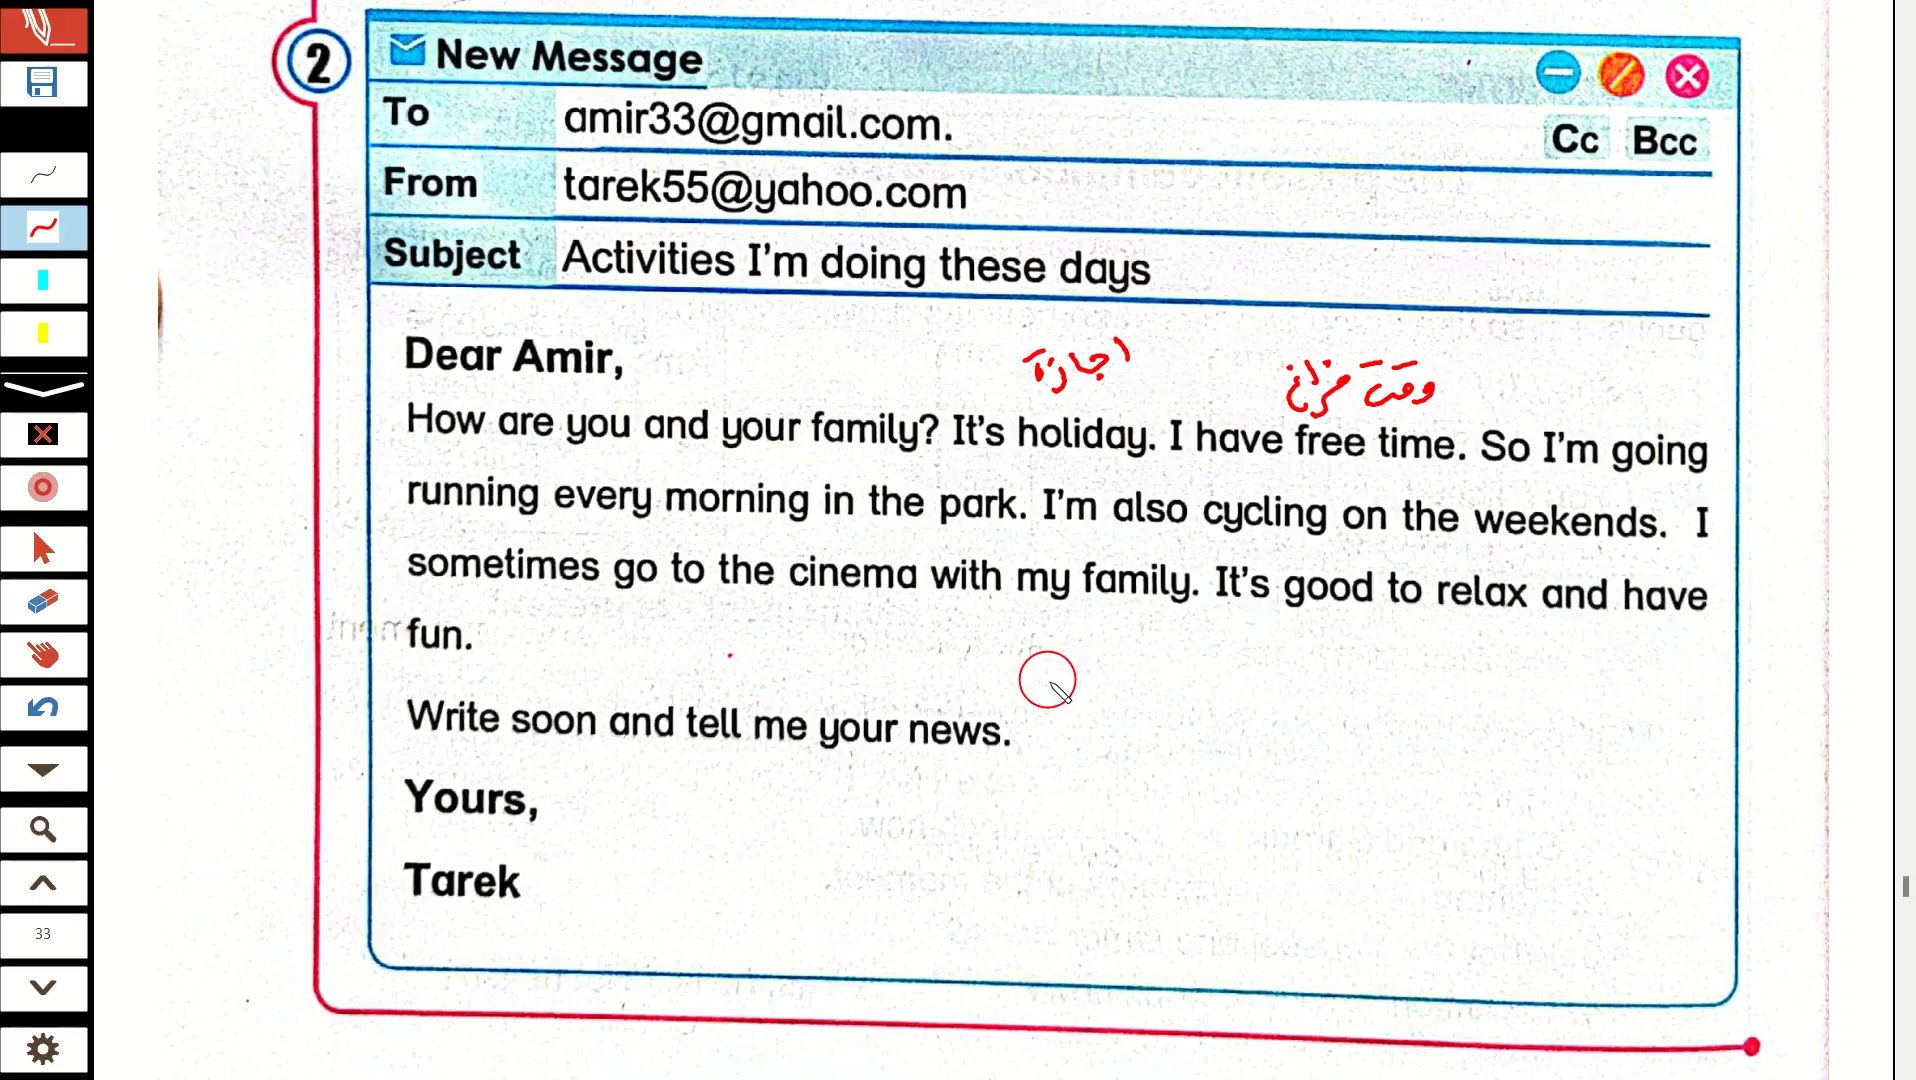 2
New Message
To amir33@gmail.com.
Cc Bcc
From tarek55@yahoo.com
Subject Activities I'm doing these days
Dear Amir,
اجازة
وقت فراغ
How are you and your family? It's holiday. I have free time. So I'm going
running every morning in the park. I'm also cycling on the weekends. I
sometimes go to the cinema with my family. It's good to relax and have
fun.
Write soon and tell me your news.
Yours,
Tarek
33